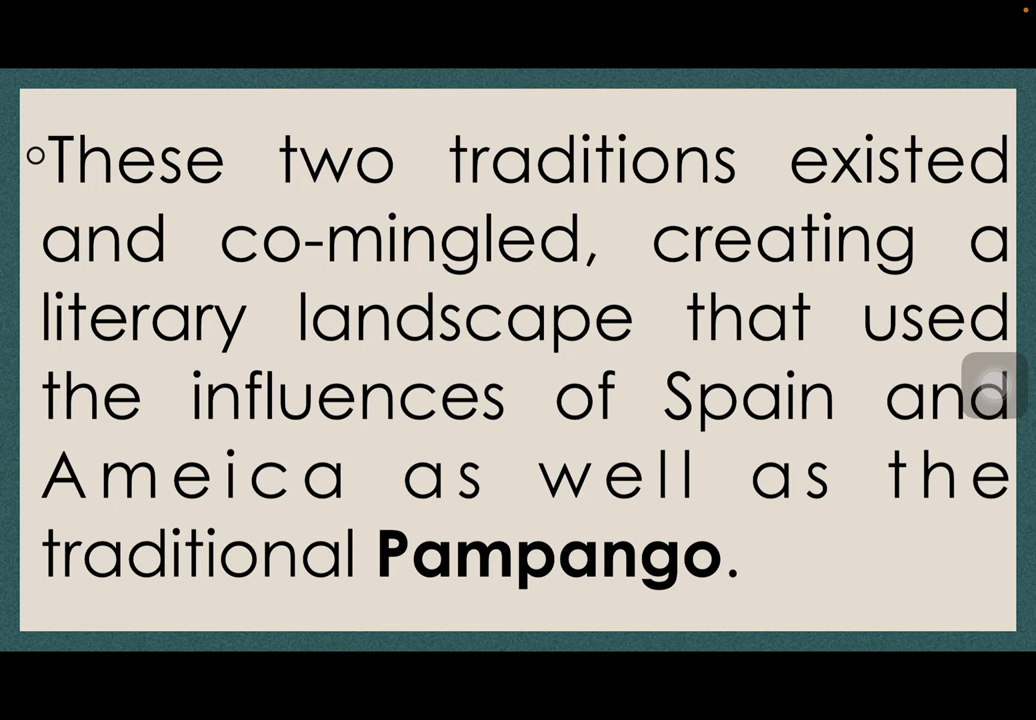 ◦These two traditions existed
and co-mingled, creating a
literary landscape that used
the influences of Spain and
Ameica as well as the
traditional Pampango.